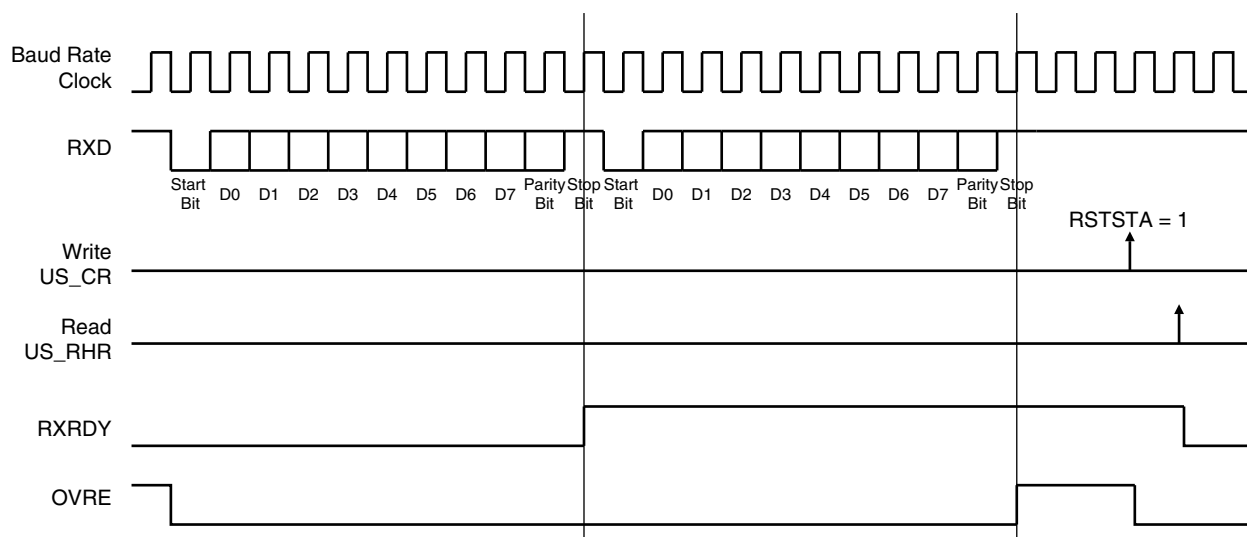 Baud Rate
Clock
RXD
Start
Bit
D0
D1
D2
D3
D4
D5
D6
D7
Parity
Bit
Stop
Bit
Start
Bit
D0
D1
D2
D3
D4
D5
D6
D7
Parity
Bit
Stop
Bit
RSTSTA = 1
Write
US_CR
Read
US_RHR
RXRDY
OVRE